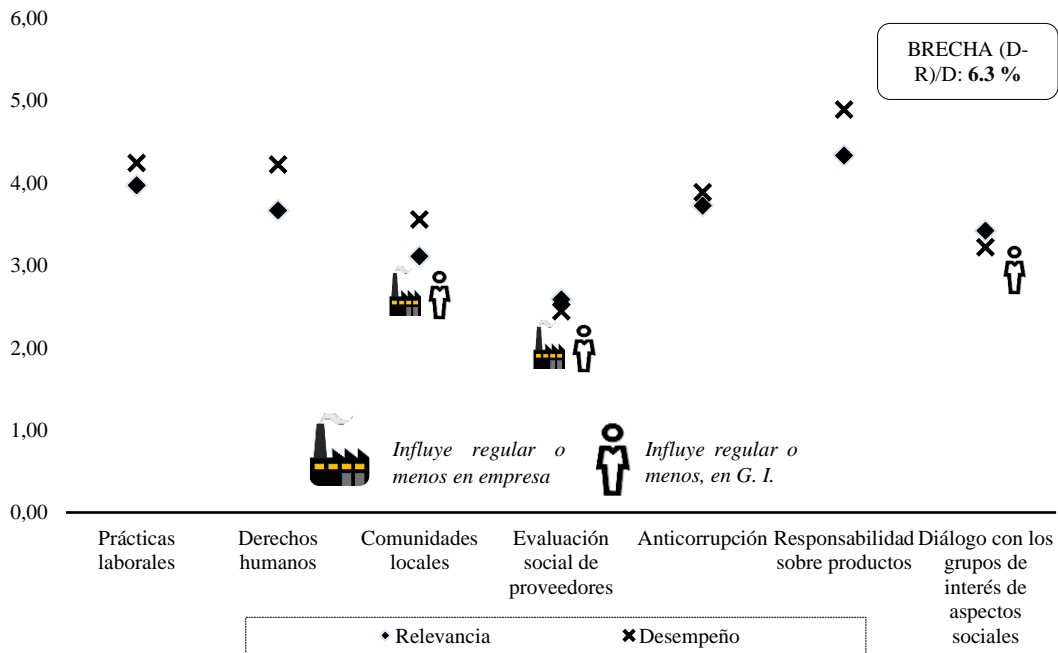 6,00
5,00
4,00
3,00
2,00
1,00
0,00
BRECHA (D-
R)/D: 6.3 %
Influye regular o
menos en empresa
Influye regular o
menos, en G. I.
Prácticas
laborales
Derechos
humanos
Comunidades
locales
Evaluación
social de
proveedores
Anticorrupción
Responsabilidad
sobre productos
Diálogo con los
grupos de
interés de
aspectos
sociales
Relevancia
Desempeño